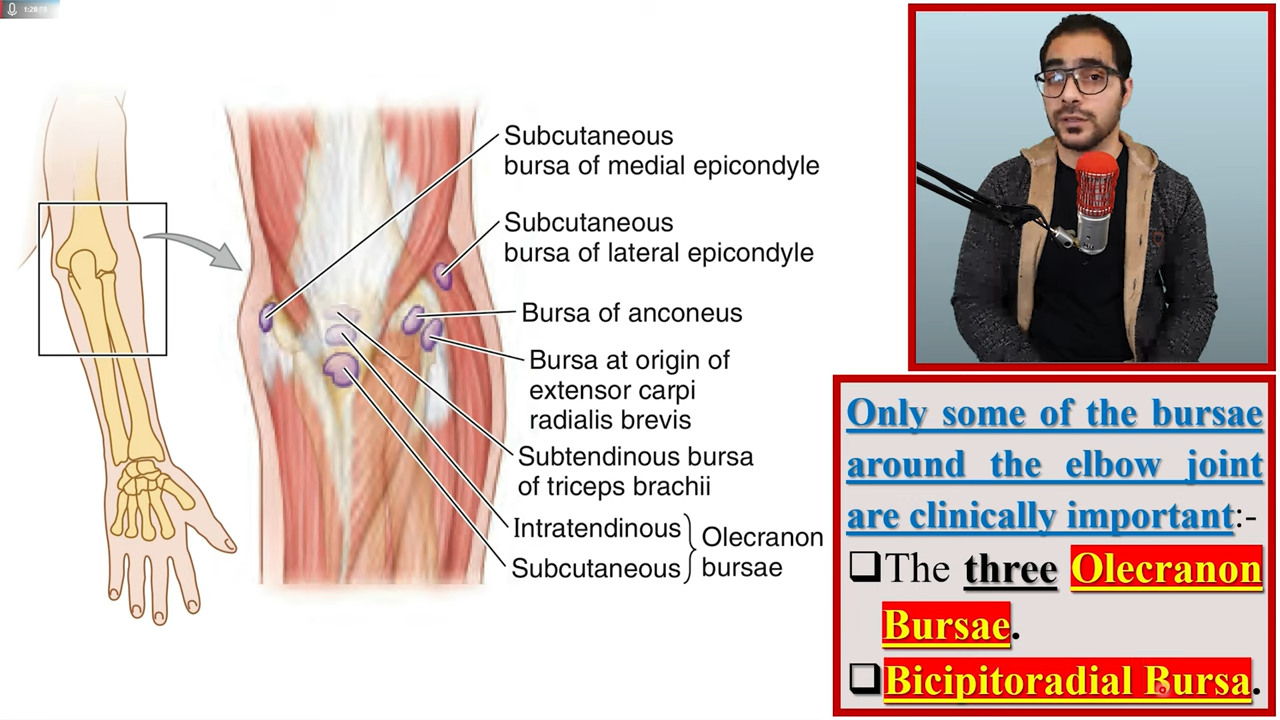 1:20
Subcutaneous
bursa of medial epicondyle
Subcutaneous
bursa of lateral epicondyle
Bursa of anconeus
Bursa at origin of
extensor carpi
radialis brevis
Subtendinous bursa
of triceps brachii
Intratendinous
Subcutaneous
Olecranon
bursae
Only some of the bursae
around the elbow joint
are clinically important:-
The three Olecranon
Bursae.
Bicipitoradial Bursa.